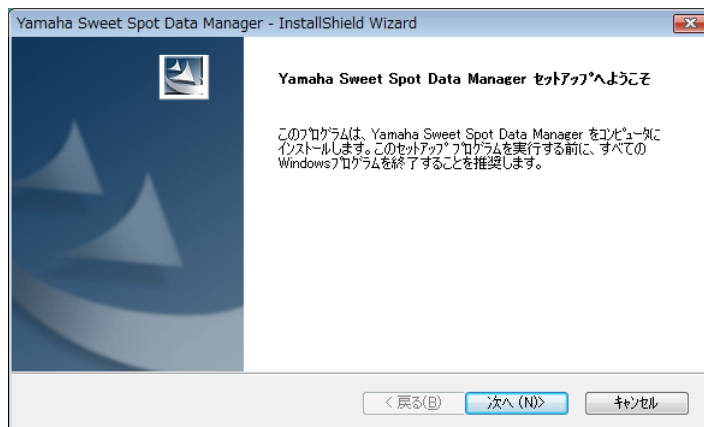 Yamaha Sweet Spot Data Manager - InstallShield Wizard
Yamaha Sweet Spot Data Manager ｾｯﾄｱｯﾌﾟへようこそ
このﾌﾟﾛｸﾞﾗﾑは、Yamaha Sweet Spot Data Manager をｺﾝﾋﾟｭｰﾀに
ｲﾝｽﾄｰﾙします。このｾｯﾄｱｯﾌﾟ ﾌﾟﾛｸﾞﾗﾑを実行する前に、すべての
Windowsﾌﾟﾛｸﾞﾗﾑを終了することを推奨します。
< 戻る(B)
次へ (N)>
ｷｬﾝｾﾙ